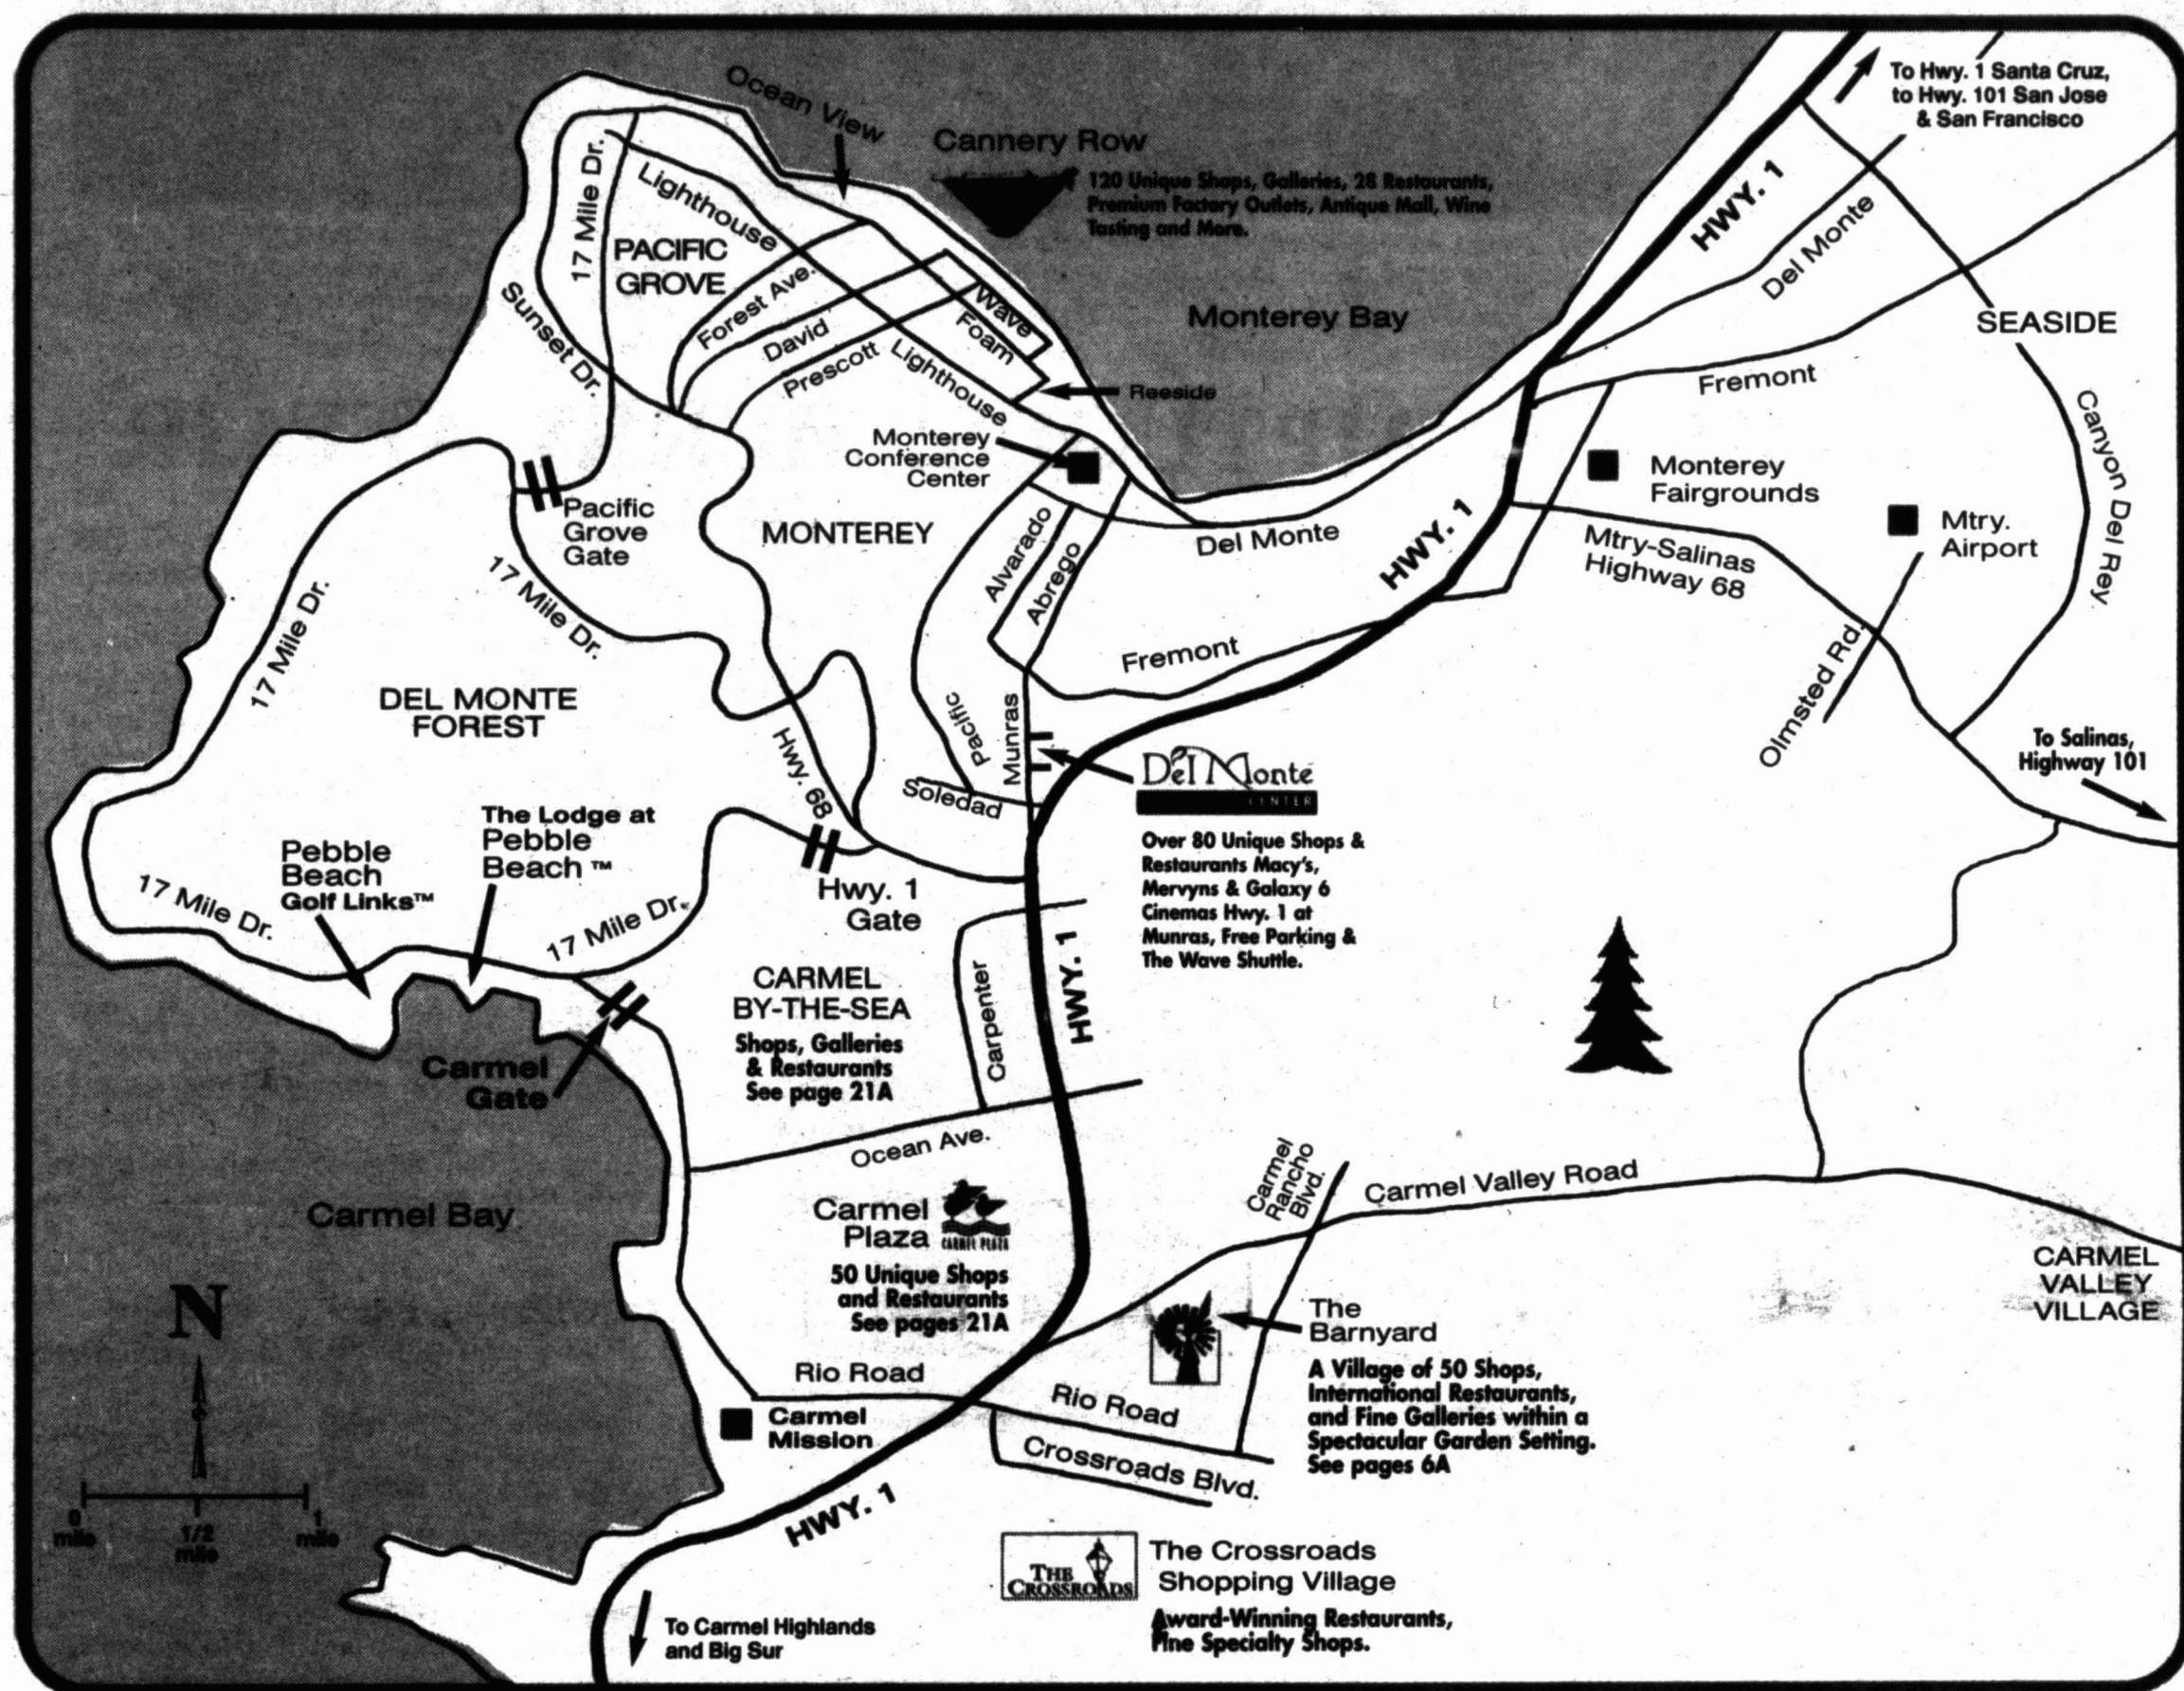 To Hwy. 1 Santa Cruz,
to Hwy. 101 San Jose
& San Francisco
Ocean View
Cannery Row
120 Unique Shops, Galleries, 28 Restaurants,
Premium Factory Outlets, Antique Mall, Wine
Tasting and More.
17 Mile Dr.
Lighthouse
PACIFIC
GROVE
Forest Ave.
David
Prescott
Sunset Dr.
Wave
Foam
Lighthouse
Reeside
Monterey Bay
HWY. 1
Del Monte
SEASIDE
Fremont
Canyon Del Rey
Monterey
Conference
Center
Monterey
Fairgrounds
Mtry.
Airport
Pacific
Grove
Gate
MONTEREY
Alvarado
Abrego
Del Monte
HWY. 1
Mtry-Salinas
Highway 68
17 Mile Dr.
17 Mile Dr.
Fremont
Olmsted Rd.
DEL MONTE
FOREST
Hwy. 68
Pacific
Munras
Soledad
To Salinas,
Highway 101
Del Monte
CENTER
Over 80 Unique Shops &
Restaurants Macy's,
Mervyns & Galaxy 6
Cinemas Hwy. 1 at
Munras, Free Parking &
The Wave Shuttle.
The Lodge at
Pebble
Beach ™
Pebble
Beach
Golf Links™
17 Mile Dr.
17 Mile Dr.
Hwy. 1
Gate
CARMEL
BY-THE-SEA
Shops, Galleries
& Restaurants
See page 21A
Carpenter
HWY. 1
Carmel
Gate
Ocean Ave.
Carmel Bay
Carmel
Plaza
CARMEL PLAZA
50 Unique Shops
and Restaurants
See pages 21A
Carmel
Rancho
Blvd.
Carmel Valley Road
CARMEL
VALLEY
VILLAGE
The
Barnyard
A Village of 50 Shops,
International Restaurants,
and Fine Galleries within a
Spectacular Garden Setting.
See pages 6A
Rio Road
Rio Road
Carmel
Mission
Crossroads Blvd.
HWY. 1
N
0
mile
1/2
mile
1
mile
THE
CROSSROADS
The Crossroads
Shopping Village
Award-Winning Restaurants,
Fine Specialty Shops.
To Carmel Highlands
and Big Sur